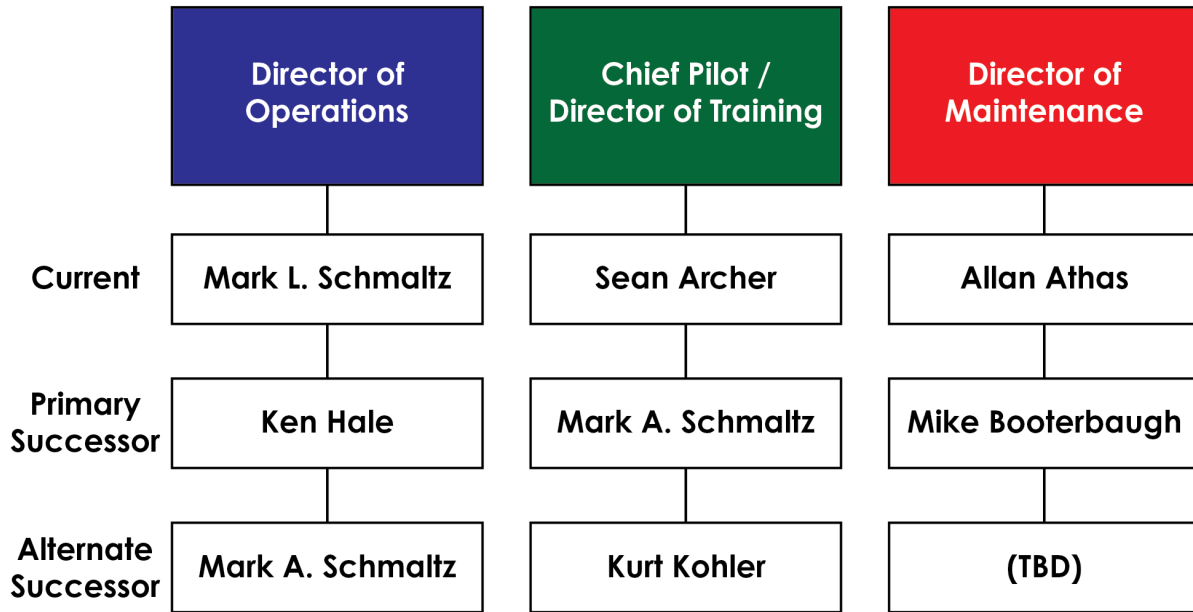 Director of
Operations
Chief Pilot /
Director of Training
Director of
Maintenance
Current
Mark L. Schmaltz
Sean Archer
Allan Athas
Primary
Successor
Ken Hale
Mark A. Schmaltz
Mike Booterbaugh
Alternate
Successor
Mark A. Schmaltz
Kurt Kohler
(TBD)